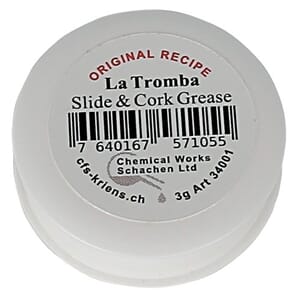 ORIGINAL RECIPE
La Tromba
Slide & Cork Grease
7 640167 571055
Chemical Works
Schachen Ltd
cfs-kriens.ch
3g Art 34001